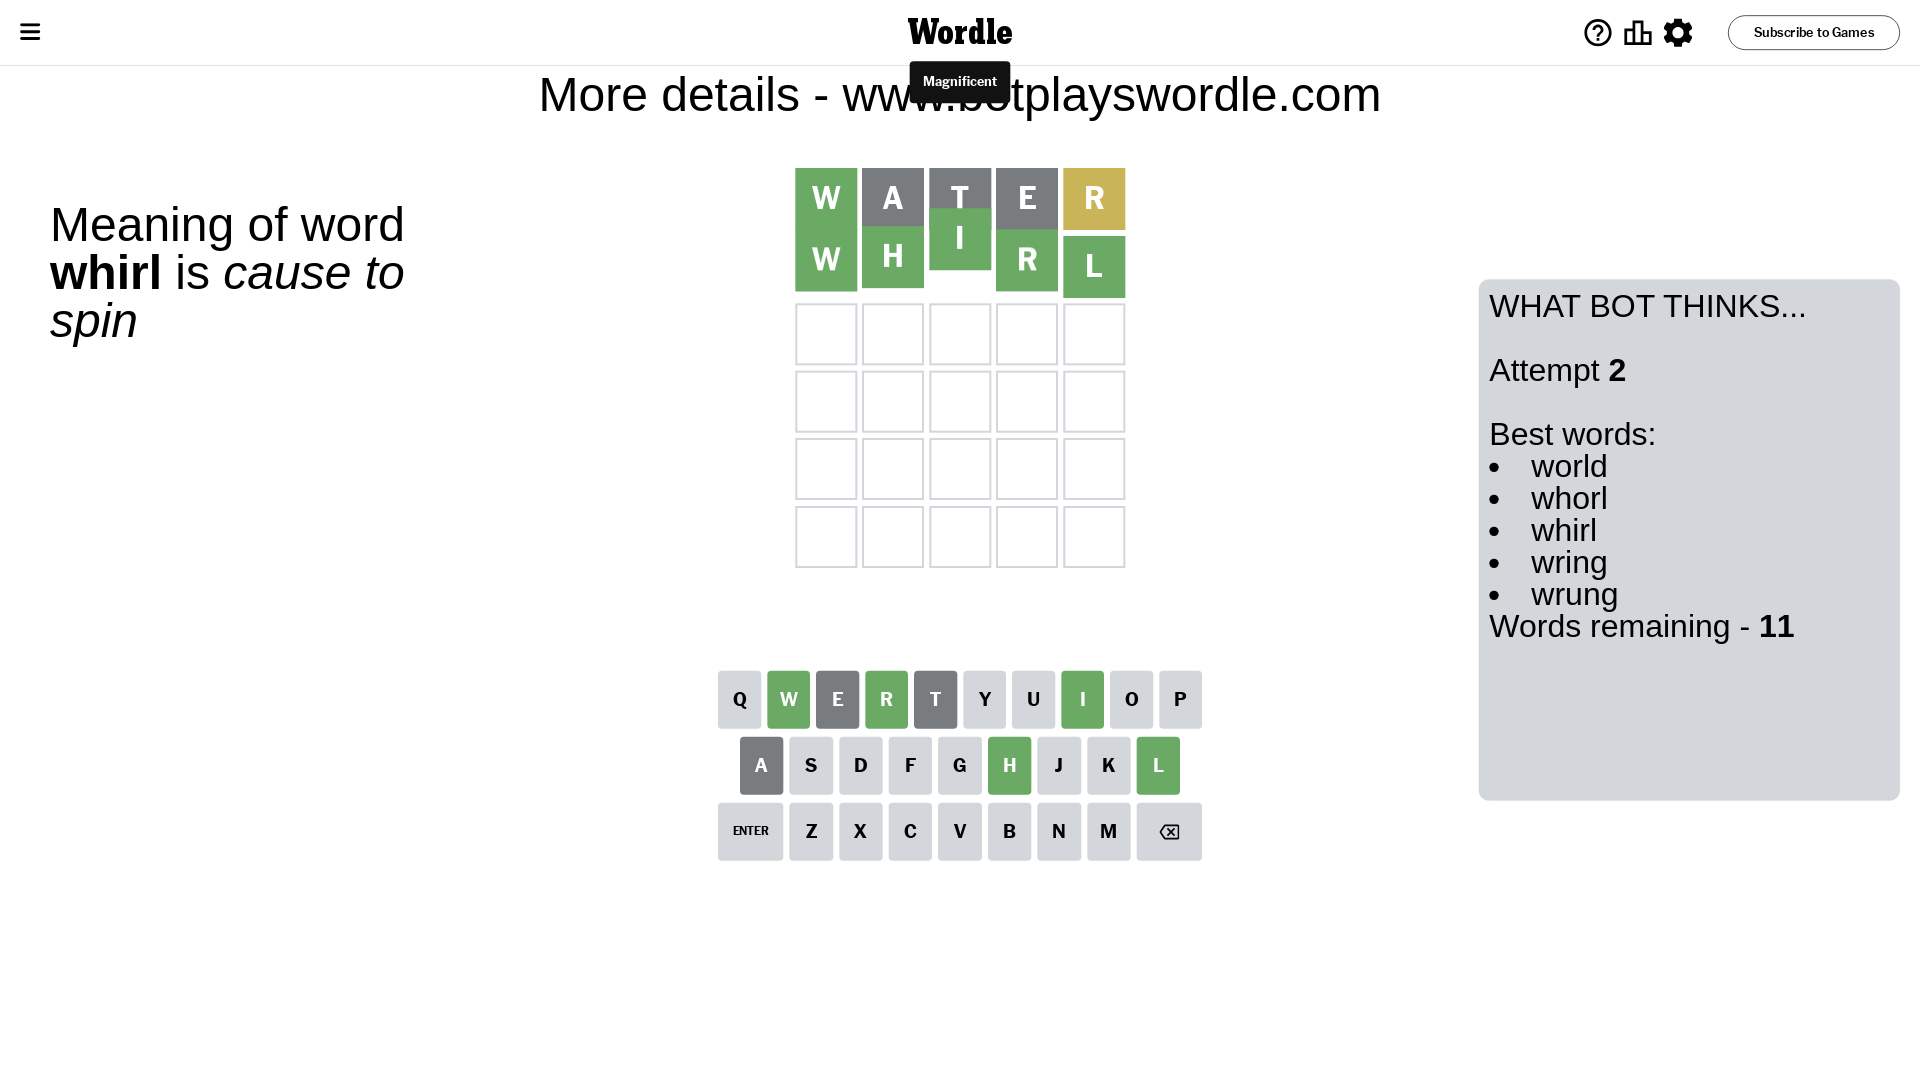 Wordle
Subscribe to Games
Magnificent
More details - www.botplayswordle.com
Meaning of word
whirl is cause to
spin
W A T E R
W H I R L
WHAT BOT THINKS...
Attempt 2
Best words:
• world
• whorl
• whirl
• wring
• wrung
Words remaining - 11
Q W E R T Y U I O P
A S D F G H J K L
ENTER Z X C V B N M